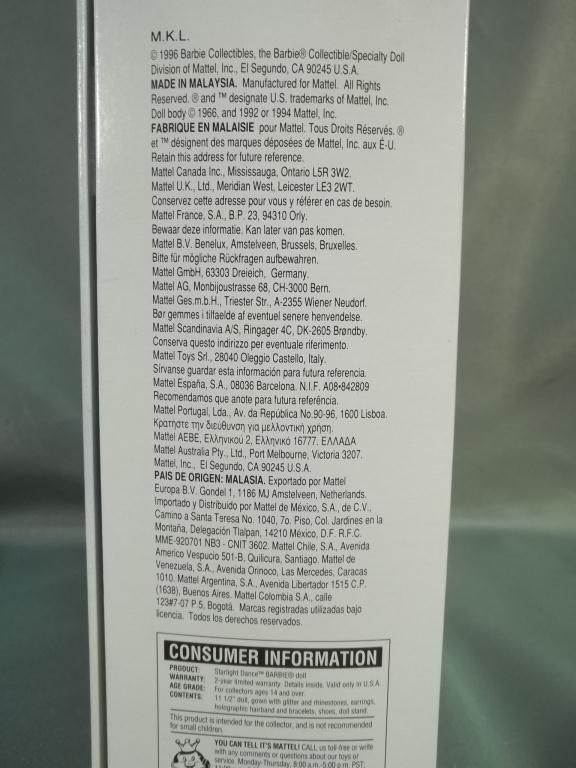 M.K.L.
© 1996 Barbie Collectibles, the Barbie® Collectible/Specialty Doll
Division of Mattel, Inc., El Segundo, CA 90245 U.S.A.
MADE IN MALAYSIA. Manufactured for Mattel. All Rights
Reserved. ® and ™ designate U.S. trademarks of Mattel, Inc.
Doll body © 1966, and 1992 or 1994 Mattel, Inc.
FABRIQUE EN MALAISIE pour Mattel. Tous Droits Réservés. ®
et ™ désignent des marques déposées de Mattel, Inc. aux É-U.
Retain this address for future reference.
Mattel Canada Inc., Mississauga, Ontario L5R 3W2.
Mattel U.K., Ltd., Meridian West, Leicester LE3 2WT.
Conservez cette adresse pour vous y référer en cas de besoin.
Mattel France, S.A., B.P. 23, 94310 Orly.
Bewaar deze informatie. Kan later van pas komen.
Mattel B.V. Benelux, Amstelveen, Brussels, Bruxelles.
Bitte für mögliche Rückfragen aufbewahren.
Mattel GmbH, 63303 Dreieich, Germany.
Mattel AG, Monbijoustrasse 68, CH-3000 Bern.
Mattel Ges.m.b.H., Triester Str., A-2355 Wiener Neudorf.
Bør gemmes i tilfaelde af eventuel senere henvendelse.
Mattel Scandinavia A/S, Ringager 4C, DK-2605 Brøndby.
Conserva questo indirizzo per eventuale riferimento.
Mattel Toys Srl., 28040 Oleggio Castello, Italy.
Sirvanse guardar esta información para futura referencia.
Mattel España, S.A., 08036 Barcelona. N.I.F. A08•842809
Recomendamos que anote para futura referência.
Mattel Portugal, Lda., Av. da República No.90-96, 1600 Lisboa.
Κρατήστε την διεύθυνση για μελλοντική χρήση.
Mattel AEBE, Ελληνικού 2, Ελληνικό 16777. ΕΛΛΑΔΑ
Mattel Australia Pty., Ltd., Port Melbourne, Victoria 3207.
Mattel, Inc., El Segundo, CA 90245 U.S.A.
PAIS DE ORIGEN: MALASIA. Exportado por Mattel
Europa B.V. Gondel 1, 1186 MJ Amstelveen, Netherlands.
Importado y Distribuido por Mattel de México, S.A., de C.V.,
Camino a Santa Teresa No. 1040, 7o. Piso, Col. Jardines en la
Montaña, Delegación Tlalpan, 14210 México, D.F. R.F.C.
MME-920701 NB3 - CNIT 3602. Mattel Chile, S.A., Avenida
Americo Vespucio 501-B, Quilicura, Santiago. Mattel de
Venezuela, S.A., Avenida Orinoco, Las Mercedes, Caracas
1010. Mattel Argentina, S.A., Avenida Libertador 1515 C.P.
(1638), Buenos Aires. Mattel Colombia S.A., calle
123#7-07 P.5, Bogotá. Marcas registradas utilizadas bajo
licencia. Todos los derechos reservados.
CONSUMER INFORMATION
PRODUCT: Starlight Dance™ BARBIE® doll
WARRANTY: 2-year limited warranty. Details inside. Valid only in U.S.A.
AGE GRADE: For collectors ages 14 and over.
CONTENTS: 11 1/2" doll, gown with glitter and rhinestones, earrings,
holographic hairband and bracelets, shoes, doll stand.
This product is intended for the collector, and is not recommended
for small children.
YOU CAN TELL IT'S MATTEL! CALL us toll-free or write
with any comments or questions about our toys or
service. Monday-Thursday, 8:00 a.m.-5:00 p.m. PST;